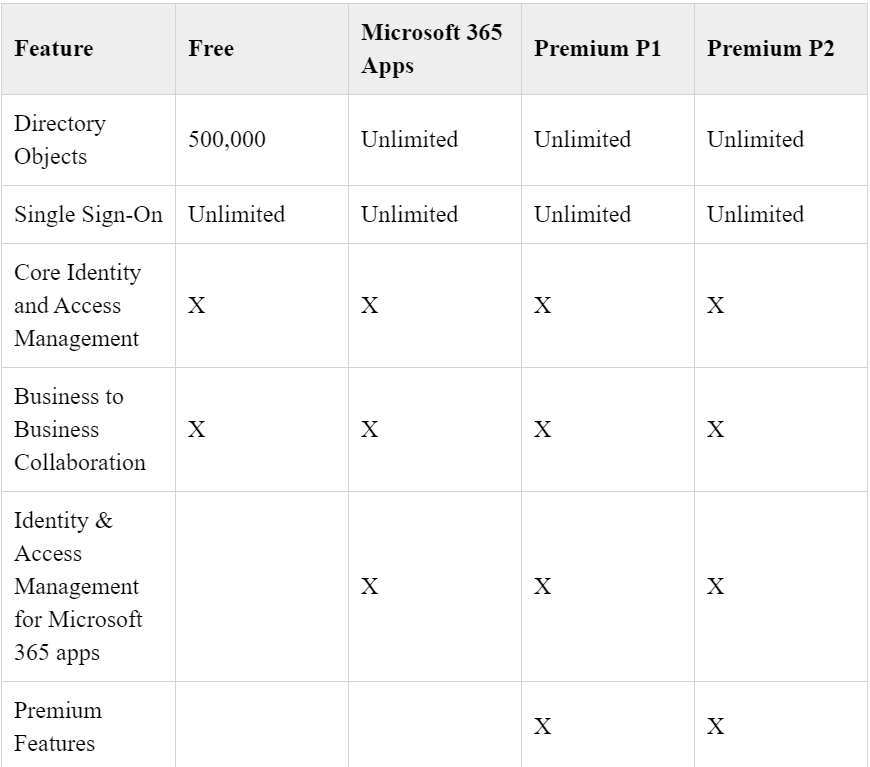 Feature Free Microsoft 365 Apps Premium P1 Premium P2
Directory Objects 500,000 Unlimited Unlimited Unlimited
Single Sign-On Unlimited Unlimited Unlimited Unlimited
Core Identity and Access Management X X X X
Business to Business Collaboration X X X X
Identity & Access Management for Microsoft 365 apps X X X
Premium Features X X